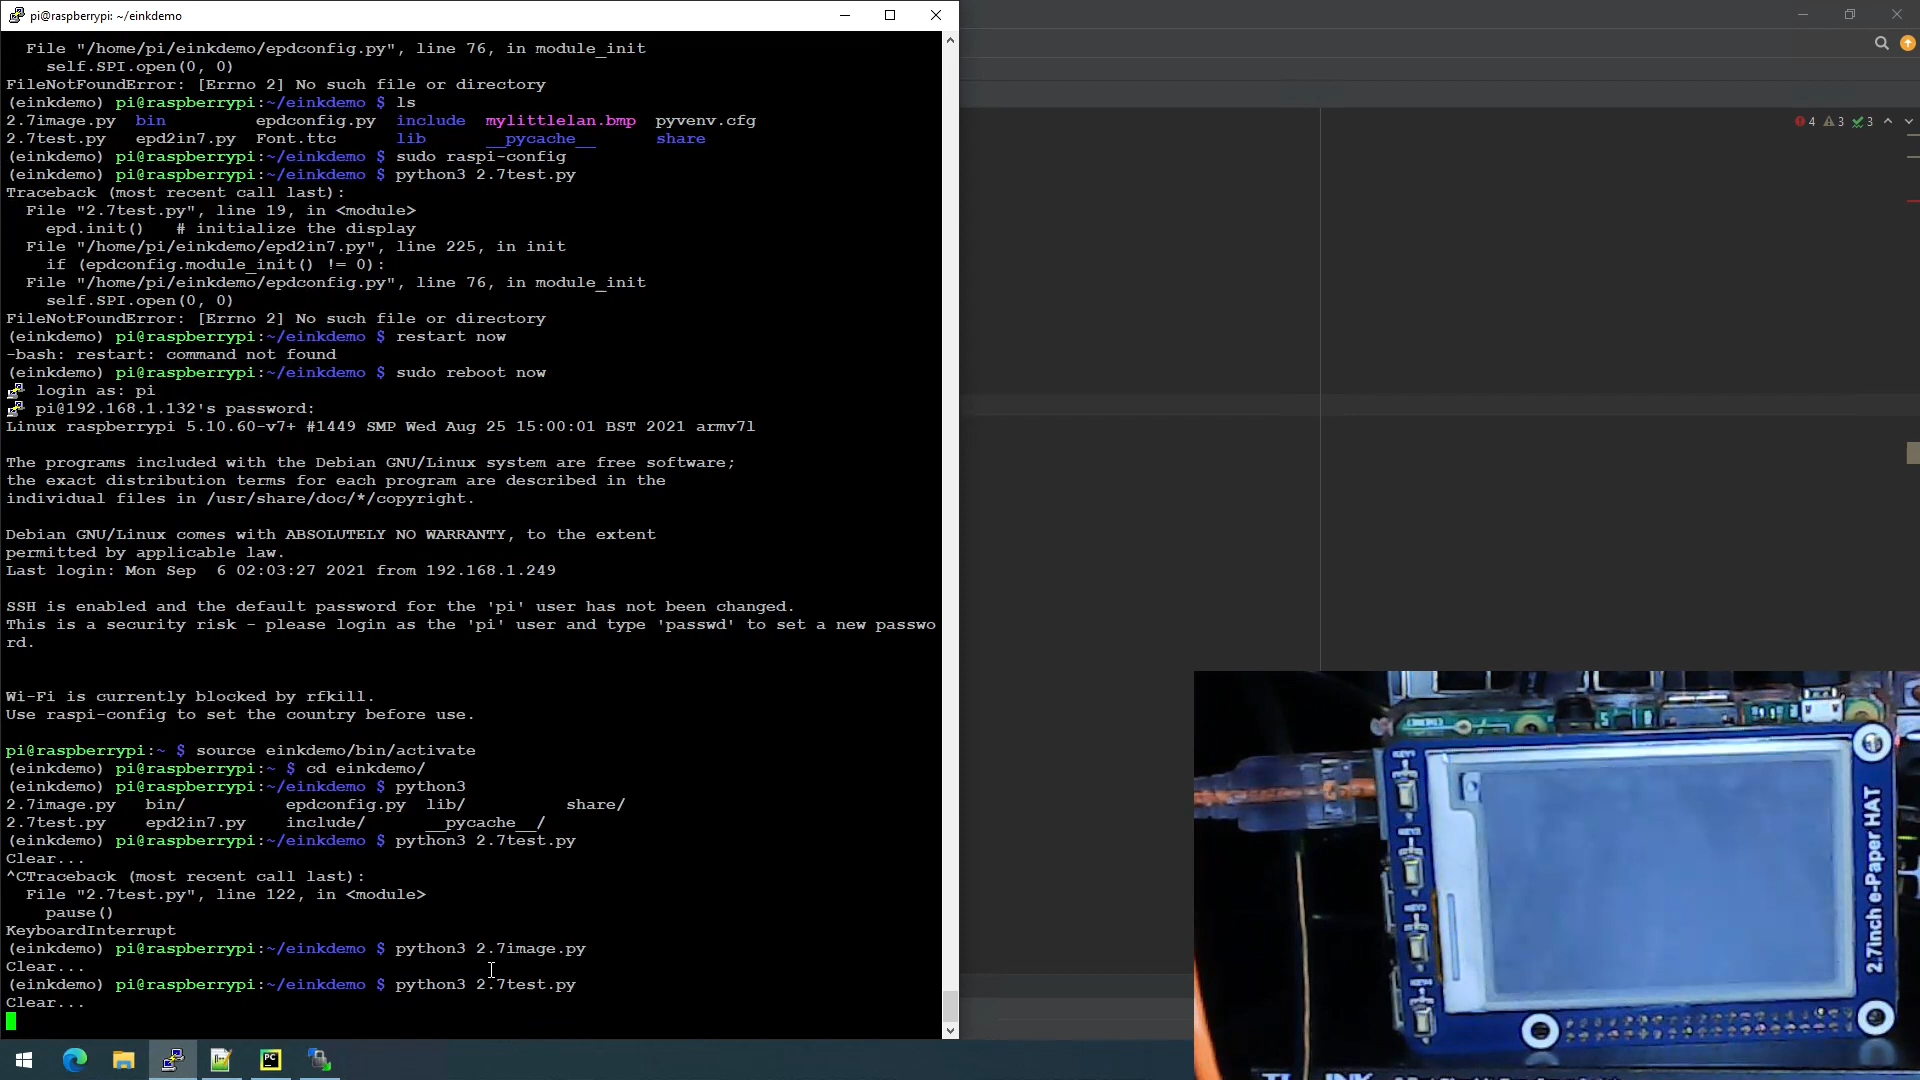 pi@raspberrypi: ~/einkdemo
File "/home/pi/einkdemo/epdconfig.py", line 76, in module_init
self.SPI.open(0, 0)
FileNotFoundError: [Errno 2] No such file or directory
(einkdemo) pi@raspberrypi:~/einkdemo $ ls
2.7image.py bin epdconfig.py include mylittlelan.bmp pyvenv.cfg
2.7test.py epd2in7.py Font.ttc lib __pycache__ share
(einkdemo) pi@raspberrypi:~/einkdemo $ sudo raspi-config
(einkdemo) pi@raspberrypi:~/einkdemo $ python3 2.7test.py
Traceback (most recent call last):
File "2.7test.py", line 19, in <module>
epd.init() # initialize the display
File "/home/pi/einkdemo/epd2in7.py", line 225, in init
if (epdconfig.module_init() != 0):
File "/home/pi/einkdemo/epdconfig.py", line 76, in module_init
self.SPI.open(0, 0)
FileNotFoundError: [Errno 2] No such file or directory
(einkdemo) pi@raspberrypi:~/einkdemo $ restart now
-bash: restart: command not found
(einkdemo) pi@raspberrypi:~/einkdemo $ sudo reboot now
login as: pi
pi@192.168.1.132's password:
Linux raspberrypi 5.10.60-v7+ #1449 SMP Wed Aug 25 15:00:01 BST 2021 armv7l
The programs included with the Debian GNU/Linux system are free software;
the exact distribution terms for each program are described in the
individual files in /usr/share/doc/*/copyright.
Debian GNU/Linux comes with ABSOLUTELY NO WARRANTY, to the extent
permitted by applicable law.
Last login: Mon Sep  6 02:03:27 2021 from 192.168.1.249
SSH is enabled and the default password for the 'pi' user has not been changed.
This is a security risk - please login as the 'pi' user and type 'passwd' to set a new passwo
rd.
Wi-Fi is currently blocked by rfkill.
Use raspi-config to set the country before use.
pi@raspberrypi:~ $ source einkdemo/bin/activate
(einkdemo) pi@raspberrypi:~ $ cd einkdemo/
(einkdemo) pi@raspberrypi:~/einkdemo $ python3
2.7image.py bin/ epdconfig.py lib/ share/
2.7test.py epd2in7.py include/ __pycache__/
(einkdemo) pi@raspberrypi:~/einkdemo $ python3 2.7test.py
Clear...
^CTraceback (most recent call last):
File "2.7test.py", line 122, in <module>
pause()
KeyboardInterrupt
(einkdemo) pi@raspberrypi:~/einkdemo $ python3 2.7image.py
Clear...
(einkdemo) pi@raspberrypi:~/einkdemo $ python3 2.7test.py
Clear...
4 3 3
2.7inch e-Paper HAT
PC